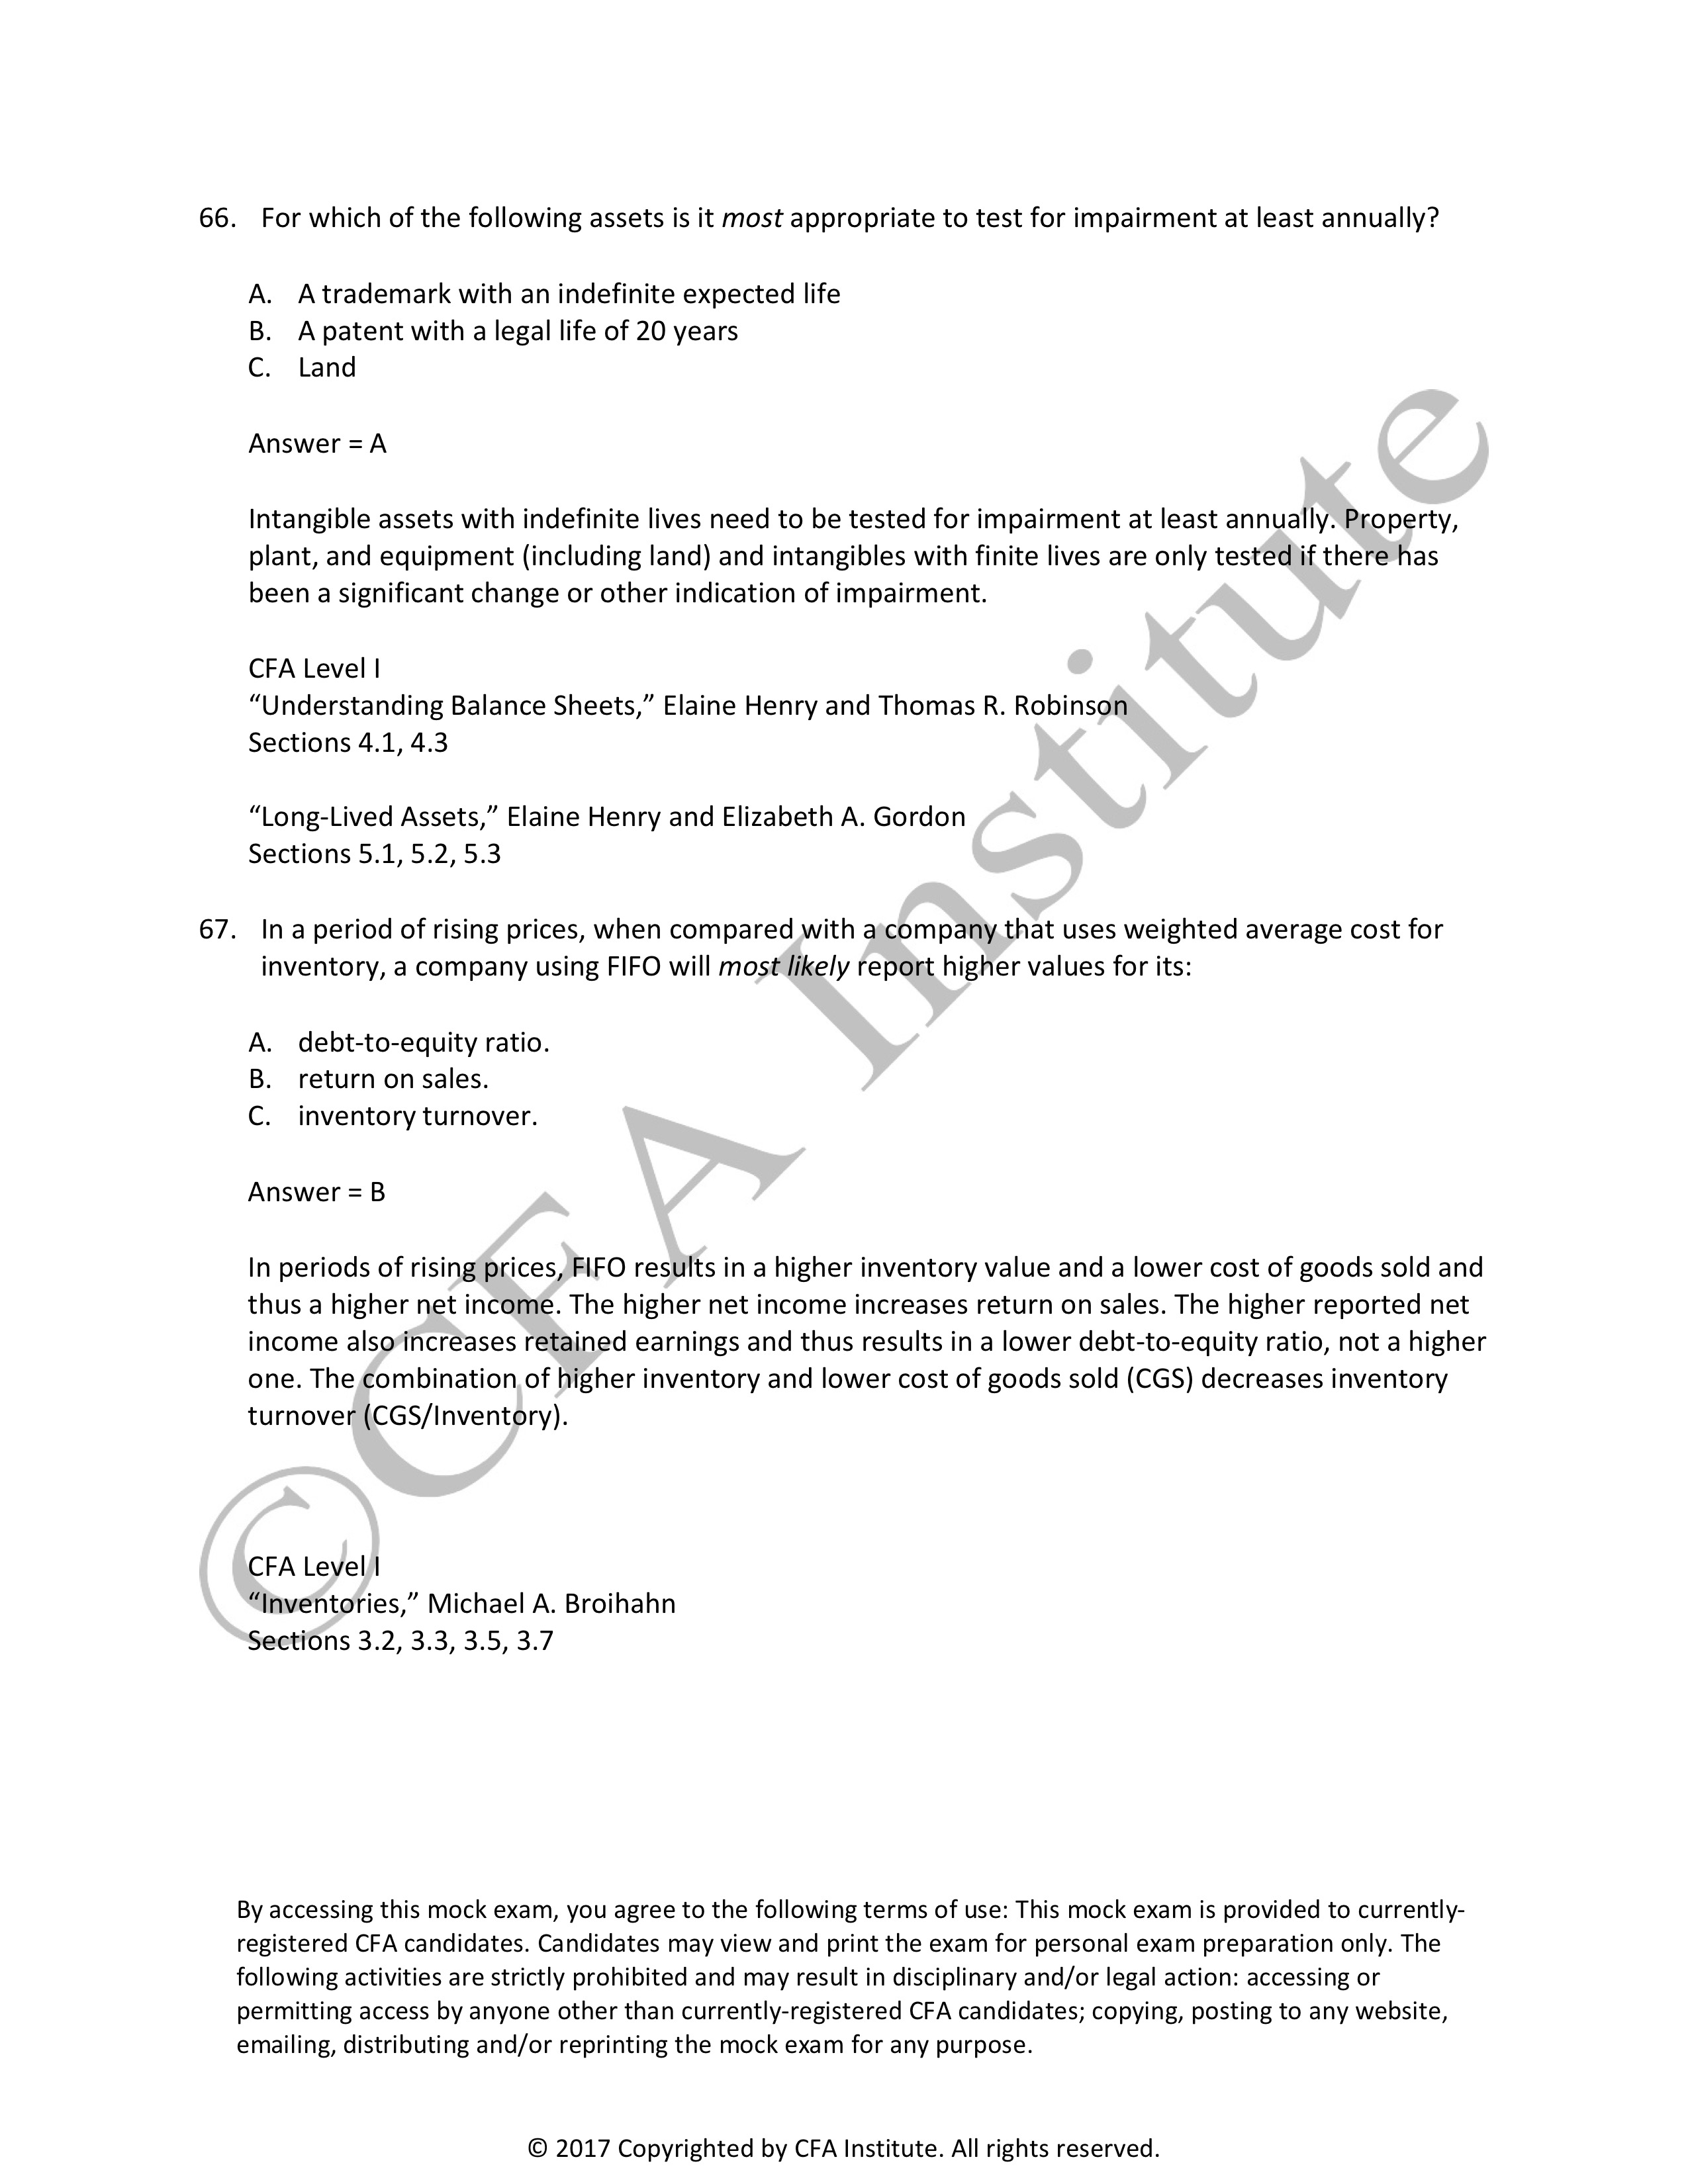 66. For which of the following assets is it most appropriate to test for impairment at least annually?
A. A trademark with an indefinite expected life
B. A patent with a legal life of 20 years
C. Land
Answer = A
Intangible assets with indefinite lives need to be tested for impairment at least annually. Property,
plant, and equipment (including land) and intangibles with finite lives are only tested if there has
been a significant change or other indication of impairment.
CFA Level I
“Understanding Balance Sheets,” Elaine Henry and Thomas R. Robinson
Sections 4.1, 4.3
“Long-Lived Assets,” Elaine Henry and Elizabeth A. Gordon
Sections 5.1, 5.2, 5.3
67. In a period of rising prices, when compared with a company that uses weighted average cost for
inventory, a company using FIFO will most likely report higher values for its:
A. debt-to-equity ratio.
B. return on sales.
C. inventory turnover.
Answer = B
In periods of rising prices, FIFO results in a higher inventory value and a lower cost of goods sold and
thus a higher net income. The higher net income increases return on sales. The higher reported net
income also increases retained earnings and thus results in a lower debt-to-equity ratio, not a higher
one. The combination of higher inventory and lower cost of goods sold (CGS) decreases inventory
turnover (CGS/Inventory).
CFA Level I
“Inventories,” Michael A. Broihahn
Sections 3.2, 3.3, 3.5, 3.7
By accessing this mock exam, you agree to the following terms of use: This mock exam is provided to currently-
registered CFA candidates. Candidates may view and print the exam for personal exam preparation only. The
following activities are strictly prohibited and may result in disciplinary and/or legal action: accessing or
permitting access by anyone other than currently-registered CFA candidates; copying, posting to any website,
emailing, distributing and/or reprinting the mock exam for any purpose.
© 2017 Copyrighted by CFA Institute. All rights reserved.
©CFA Institute